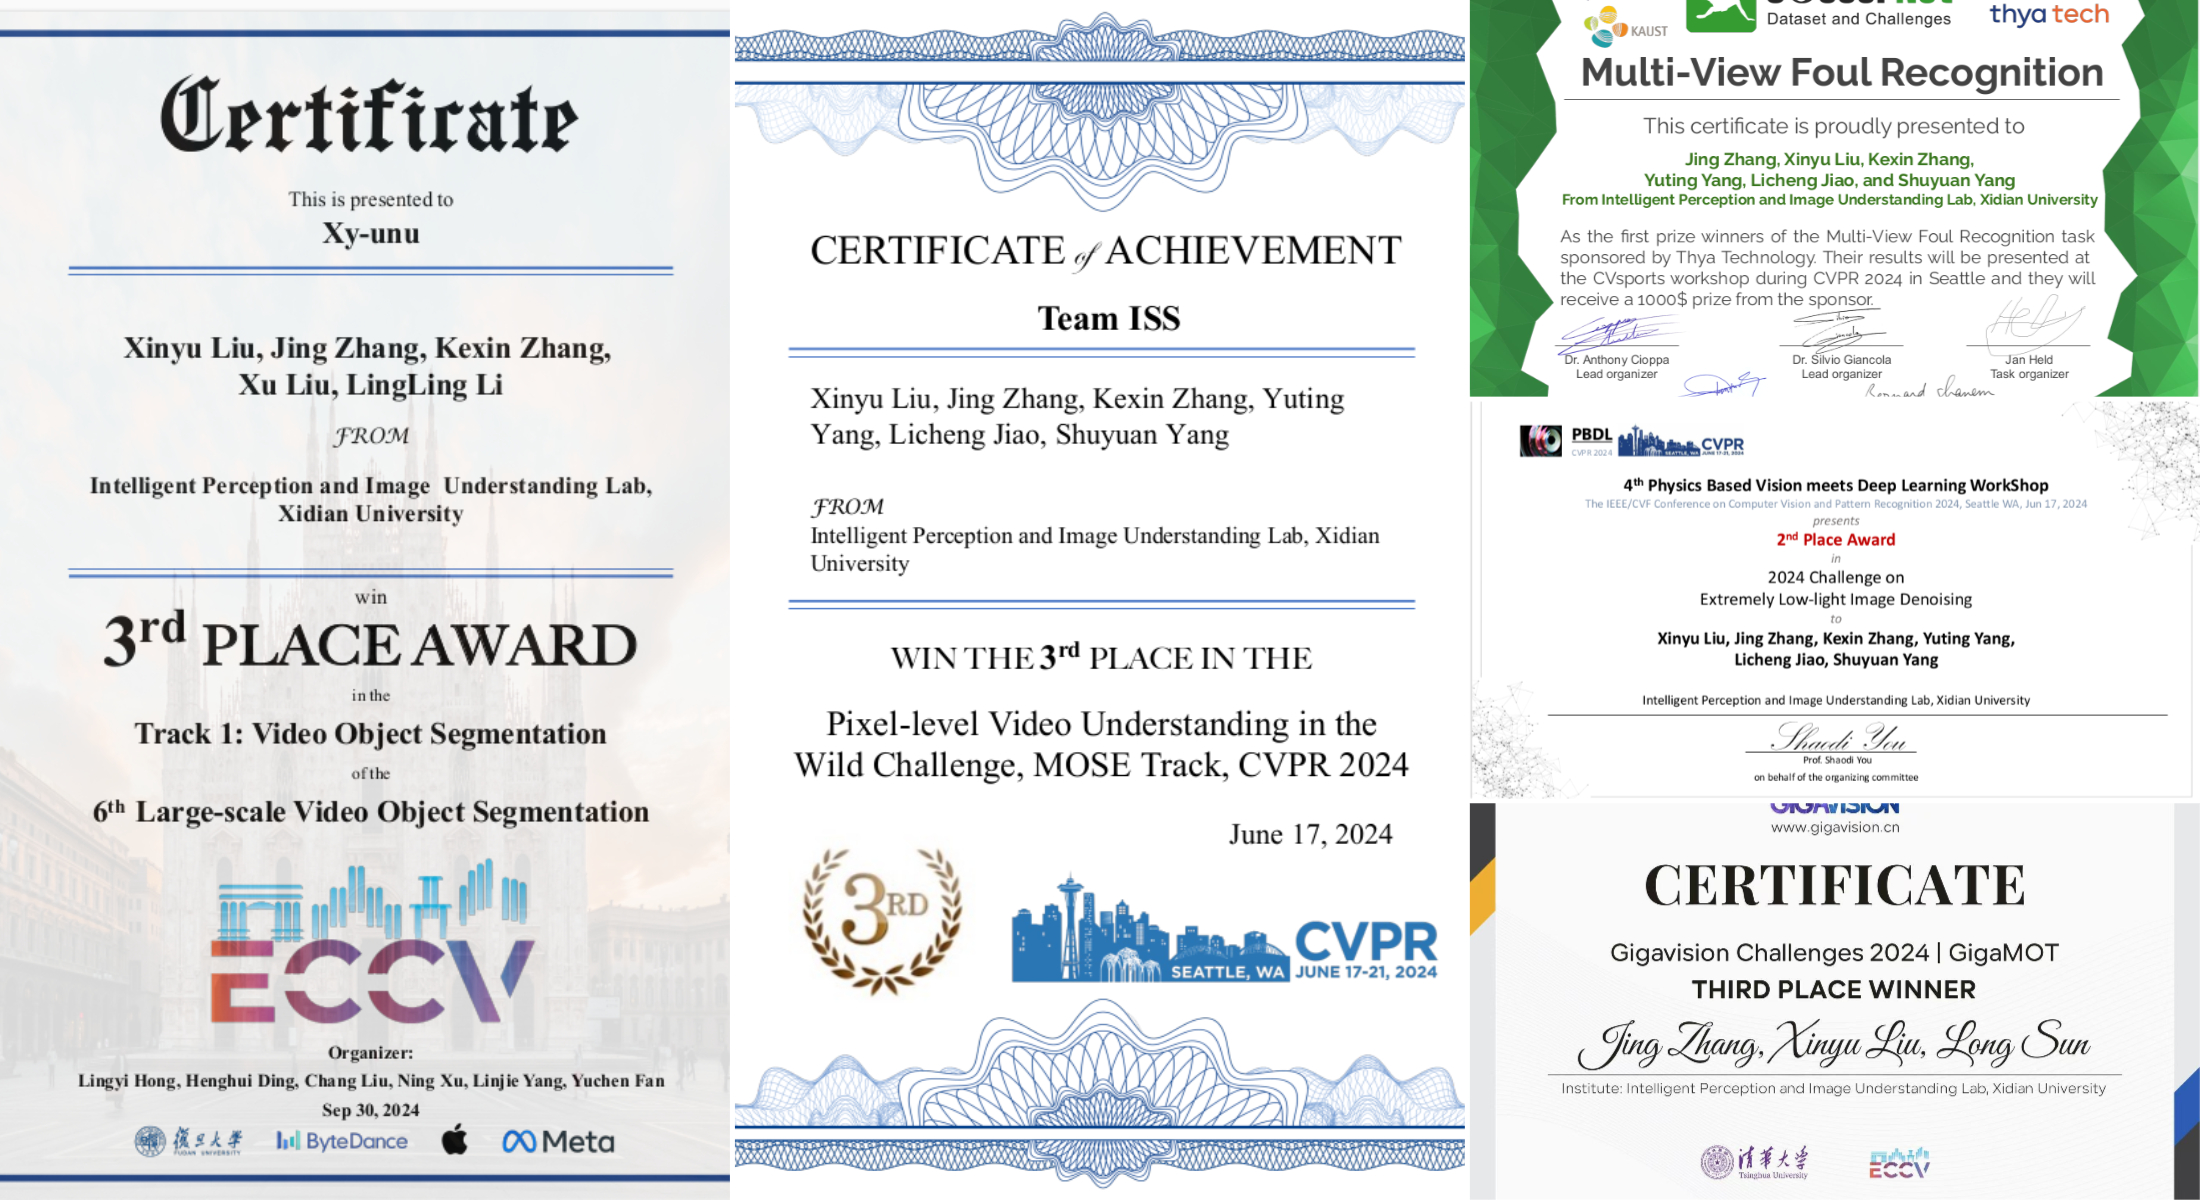 Certificate
This is presented to
Xy-unu
Xinyu Liu, Jing Zhang, Kexin Zhang,
Xu Liu, LingLing Li
FROM
Intelligent Perception and Image Understanding Lab,
Xidian University
win
3rd PLACE AWARD
in the
Track 1: Video Object Segmentation
of the
6th Large-scale Video Object Segmentation
ECCV
Organizer:
Lingyi Hong, Henghui Ding, Chang Liu, Ning Xu, Linjie Yang, Yuchen Fan
Sep 30, 2024
復旦大學
FUDAN UNIVERSITY
ByteDance
Meta
CERTIFICATE of ACHIEVEMENT
Team ISS
Xinyu Liu, Jing Zhang, Kexin Zhang, Yuting
Yang, Licheng Jiao, Shuyuan Yang
FROM
Intelligent Perception and Image Understanding Lab, Xidian
University
WIN THE 3rd PLACE IN THE
Pixel-level Video Understanding in the
Wild Challenge, MOSE Track, CVPR 2024
June 17, 2024
3RD
CVPR
SEATTLE, WA JUNE 17-21, 2024
KAUST
Dataset and Challenges
thya tech
Multi-View Foul Recognition
This certificate is proudly presented to
Jing Zhang, Xinyu Liu, Kexin Zhang,
Yuting Yang, Licheng Jiao, and Shuyuan Yang
From Intelligent Perception and Image Understanding Lab, Xidian University
As the first prize winners of the Multi-View Foul Recognition task
sponsored by Thya Technology. Their results will be presented at
the CVsports workshop during CVPR 2024 in Seattle and they will
receive a 1000$ prize from the sponsor.
Dr. Anthony Cioppa
Lead organizer
Dr. Silvio Giancola
Lead organizer
Jan Held
Task organizer
PBDL
CVPR 2024
CVPR
SEATTLE, WA JUNE 17-21, 2024
4th Physics Based Vision meets Deep Learning WorkShop
The IEEE/CVF Conference on Computer Vision and Pattern Recognition 2024, Seattle WA, Jun 17, 2024
presents
2nd Place Award
in
2024 Challenge on
Extremely Low-light Image Denoising
to
Xinyu Liu, Jing Zhang, Kexin Zhang, Yuting Yang,
Licheng Jiao, Shuyuan Yang
Intelligent Perception and Image Understanding Lab, Xidian University
Shaodi You
Prof. Shaodi You
on behalf of the organizing committee
GIGAVISION
www.gigavision.cn
CERTIFICATE
Gigavision Challenges 2024 | GigaMOT
THIRD PLACE WINNER
Jing Zhang, Xinyu Liu, Long Sun
Institute: Intelligent Perception and Image Understanding Lab, Xidian University
清華大学
Tsinghua University
ECCV